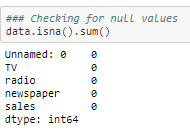 ### Checking for null values
data.isna().sum()
Unnamed: 0    0
TV            0
radio         0
newspaper     0
sales         0
dtype: int64